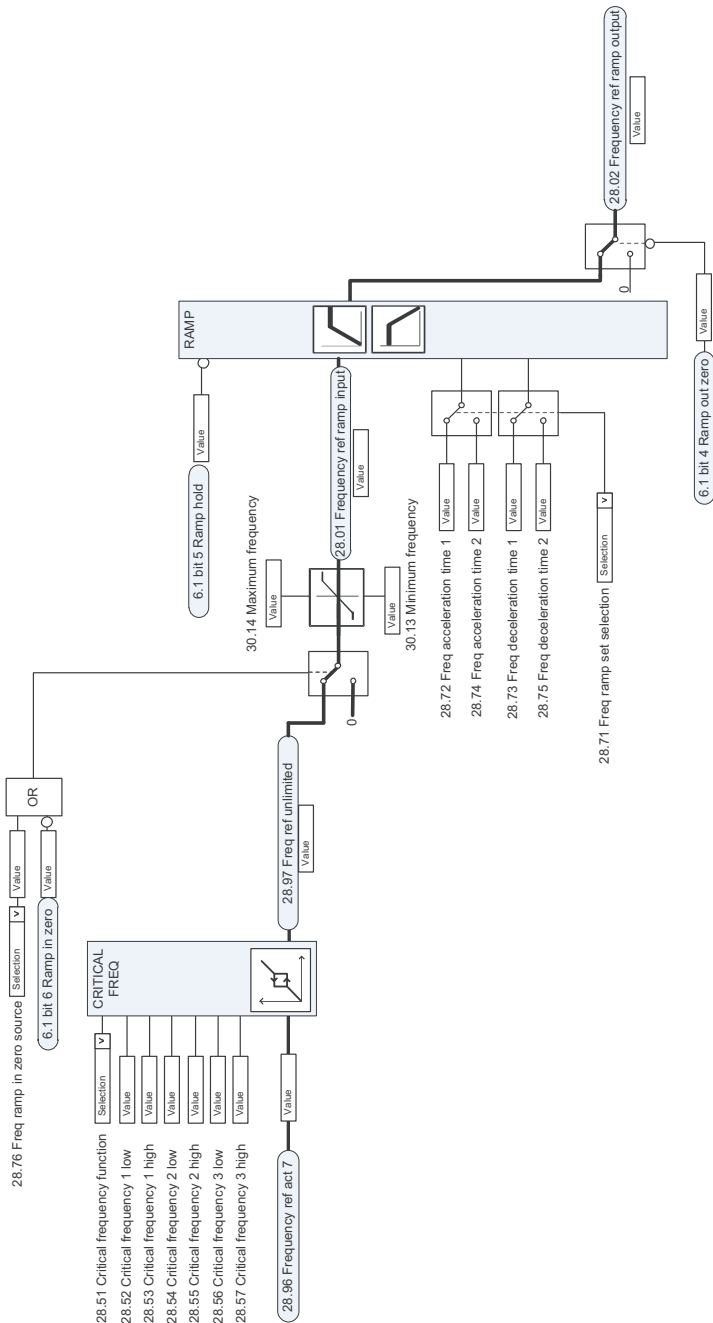 28.76 Freq ramp in zero source
Selection
v
Value
6.1 bit 6 Ramp in zero
Value
OR
28.51 Critical frequency function
Selection
v
28.52 Critical frequency 1 low
Value
28.53 Critical frequency 1 high
Value
28.54 Critical frequency 2 low
Value
28.55 Critical frequency 2 high
Value
28.56 Critical frequency 3 low
Value
28.57 Critical frequency 3 high
Value
28.96 Frequency ref act 7
Value
CRITICAL
FREQ
28.97 Freq ref unlimited
Value
0
30.14 Maximum frequency
Value
Value
30.13 Minimum frequency
28.01 Frequency ref ramp input
Value
6.1 bit 5 Ramp hold
Value
RAMP
28.72 Freq acceleration time 1
Value
28.74 Freq acceleration time 2
Value
28.73 Freq deceleration time 1
Value
28.75 Freq deceleration time 2
Value
28.71 Freq ramp set selection
Selection
v
0
28.02 Frequency ref ramp output
Value
6.1 bit 4 Ramp out zero
Value